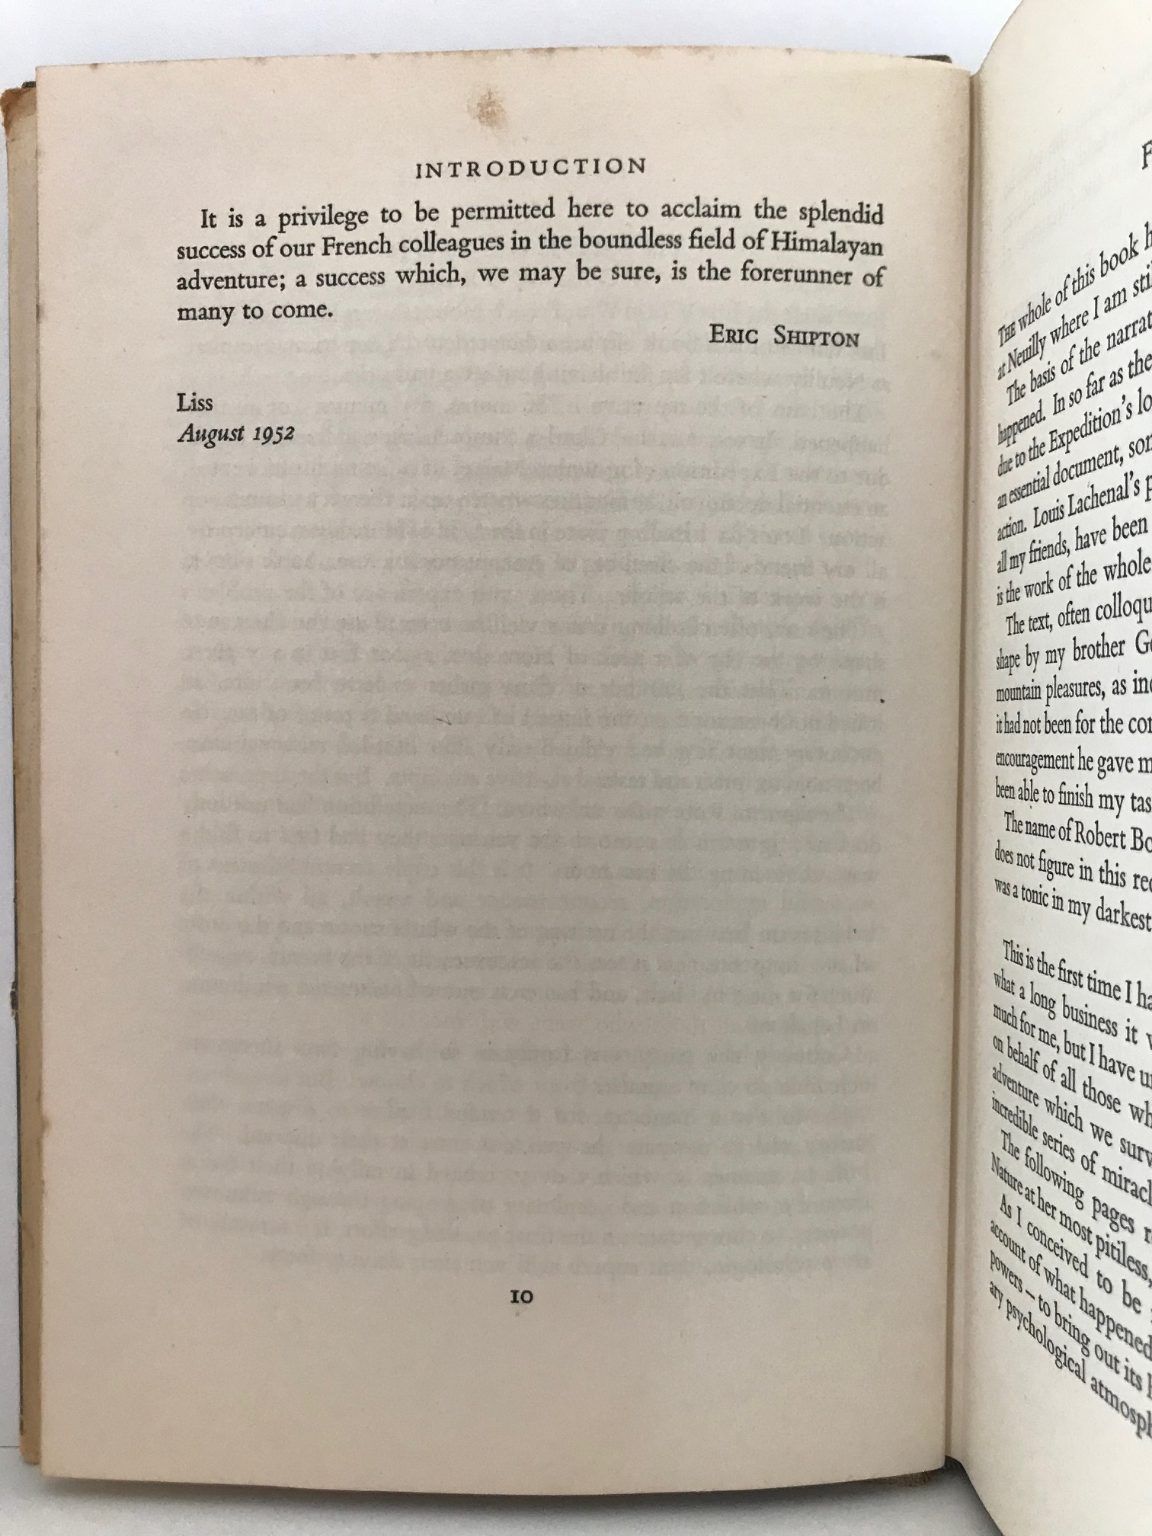 INTRODUCTION
It is a privilege to be permitted here to acclaim the splendid
success of our French colleagues in the boundless field of Himalayan
adventure; a success which, we may be sure, is the forerunner of
many to come.
ERIC SHIPTON
Liss
August 1952
10
F
THE whole of this book h
at Neuilly where I am stil
The basis of the narrat
happened. In so far as the
due to the Expedition's lo
an essential document, som
action. Louis Lachenal's p
all my friends, have been
is the work of the whole
The text, often colloqu
shape by my brother Ge
mountain pleasures, as in
it had not been for the con
encouragement he gave m
been able to finish my tas
The name of Robert Bo
does not figure in this rec
was a tonic in my darkest
This is the first time I ha
what a long business it w
much for me, but I have u
on behalf of all those wh
adventure which we surv
incredible series of miracl
The following pages r
Nature at her most pitiless,
As I conceived to be
account of what happened
powers – to bring out its
ary psychological atmosph